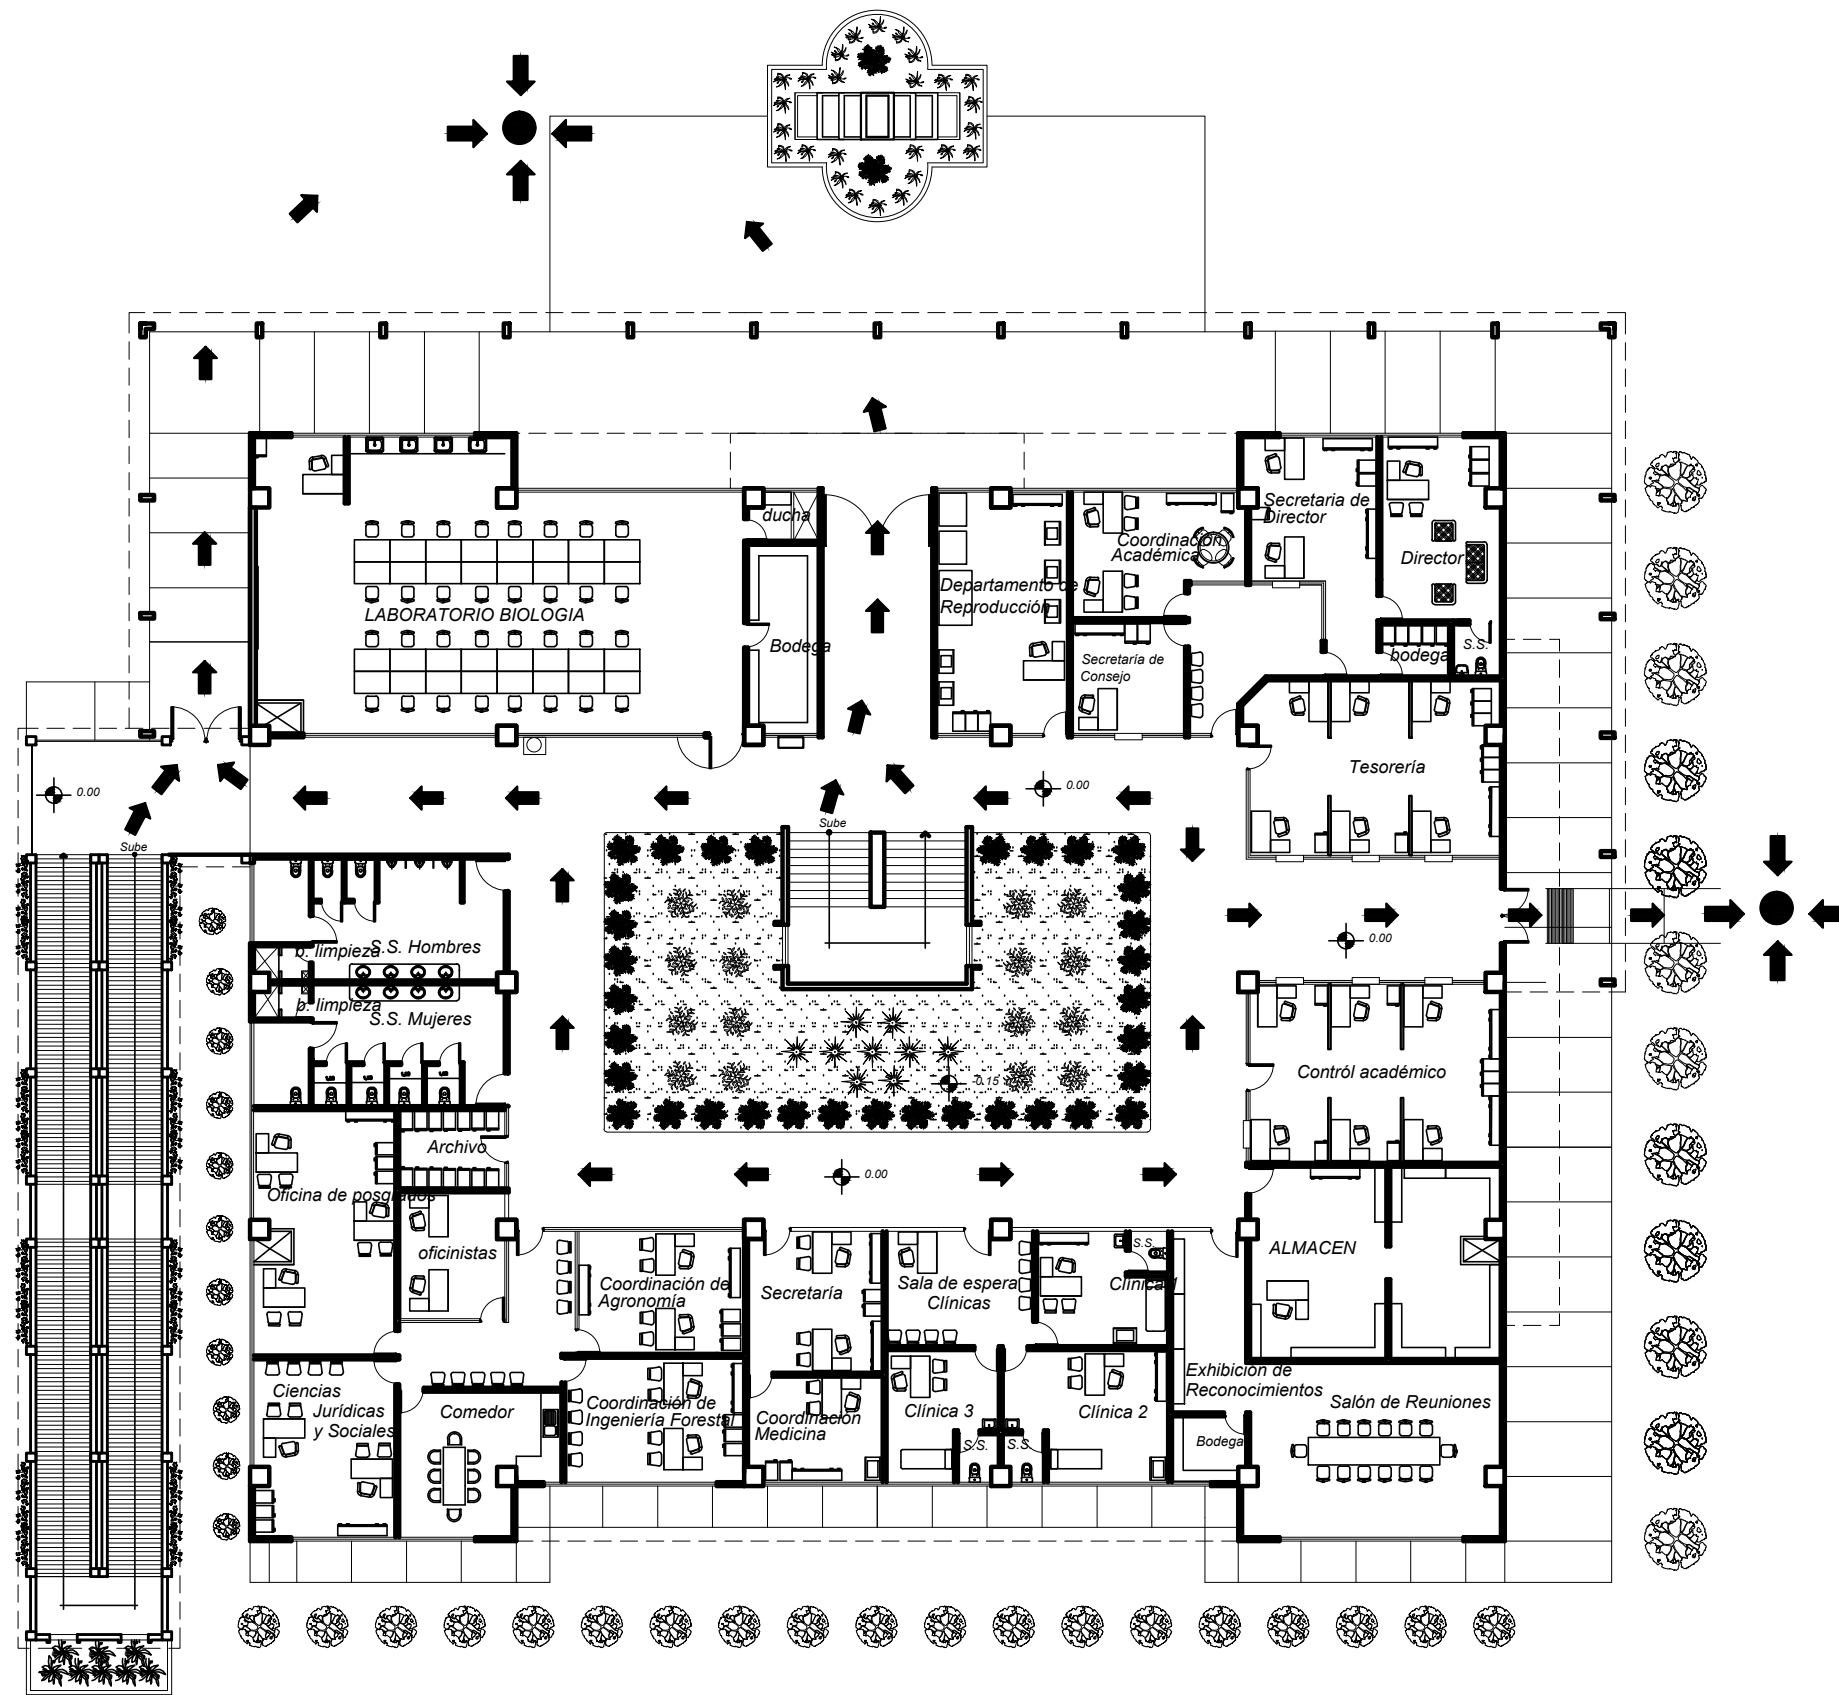 ducha
Secretaria de
Director
Coordinación
Académica
Director
Departamento de
Reproducción
LABORATORIO BIOLOGIA
Bodega
Secretaría de
Consejo
bodega
S.S.
Tesorería
0.00
0.00
Sube
Sube
0.00
b. limpieza
S.S. Hombres
b. limpieza
S.S. Mujeres
-0.15
Contról académico
Archivo
0.00
Oficina de posgrados
oficinistas
Coordinación de
Agronomía
Secretaría
Sala de espera
Clínicas
S.S.
Clínica 1
ALMACEN
Ciencias
Jurídicas
y Sociales
Comedor
Coordinación de
Ingeniería Forestal
Coordinación
Medicina
Clínica 3
S.S.
S.S.
Clínica 2
Exhibición de
Reconocimientos
Bodega
Salón de Reuniones